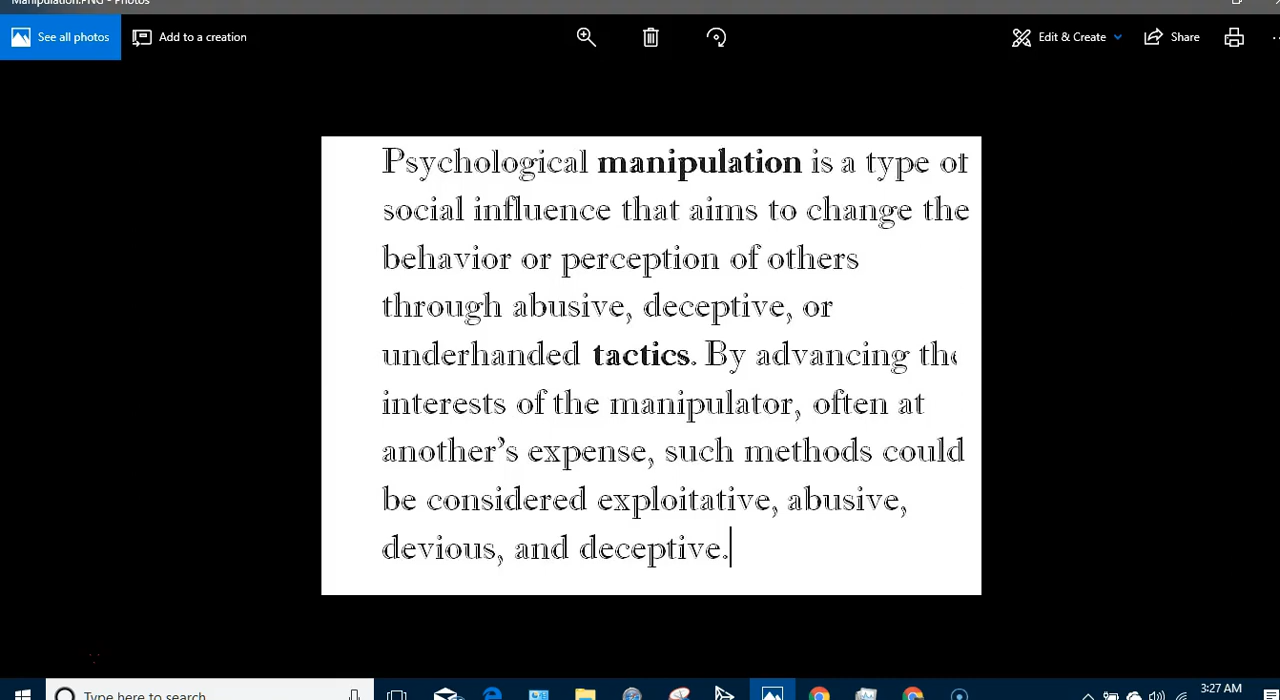 Manipulation.PNG - Photos
See all photos
Add to a creation
Edit & Create
Share
Psychological manipulation is a type of
social influence that aims to change the
behavior or perception of others
through abusive, deceptive, or
underhanded tactics. By advancing the
interests of the manipulator, often at
another’s expense, such methods could
be considered exploitative, abusive,
devious, and deceptive.
Type here to search
3:27 AM